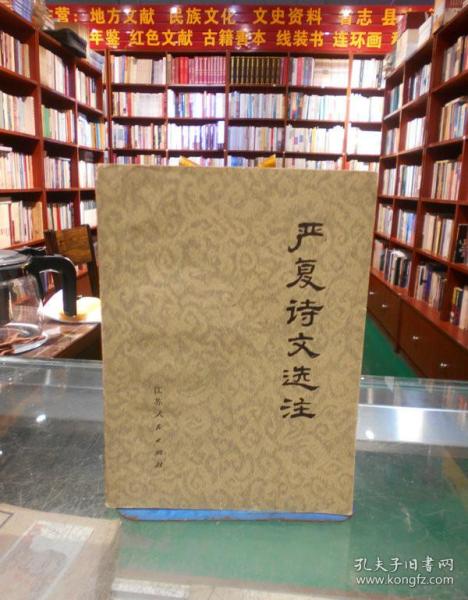 营：地方文献 民族文化 文史资料 省志县
年鉴 红色文献 古籍善本 线装书 连环画
严复诗文选注
江苏人民出版社
孔夫子旧书网
www.kongfz.com